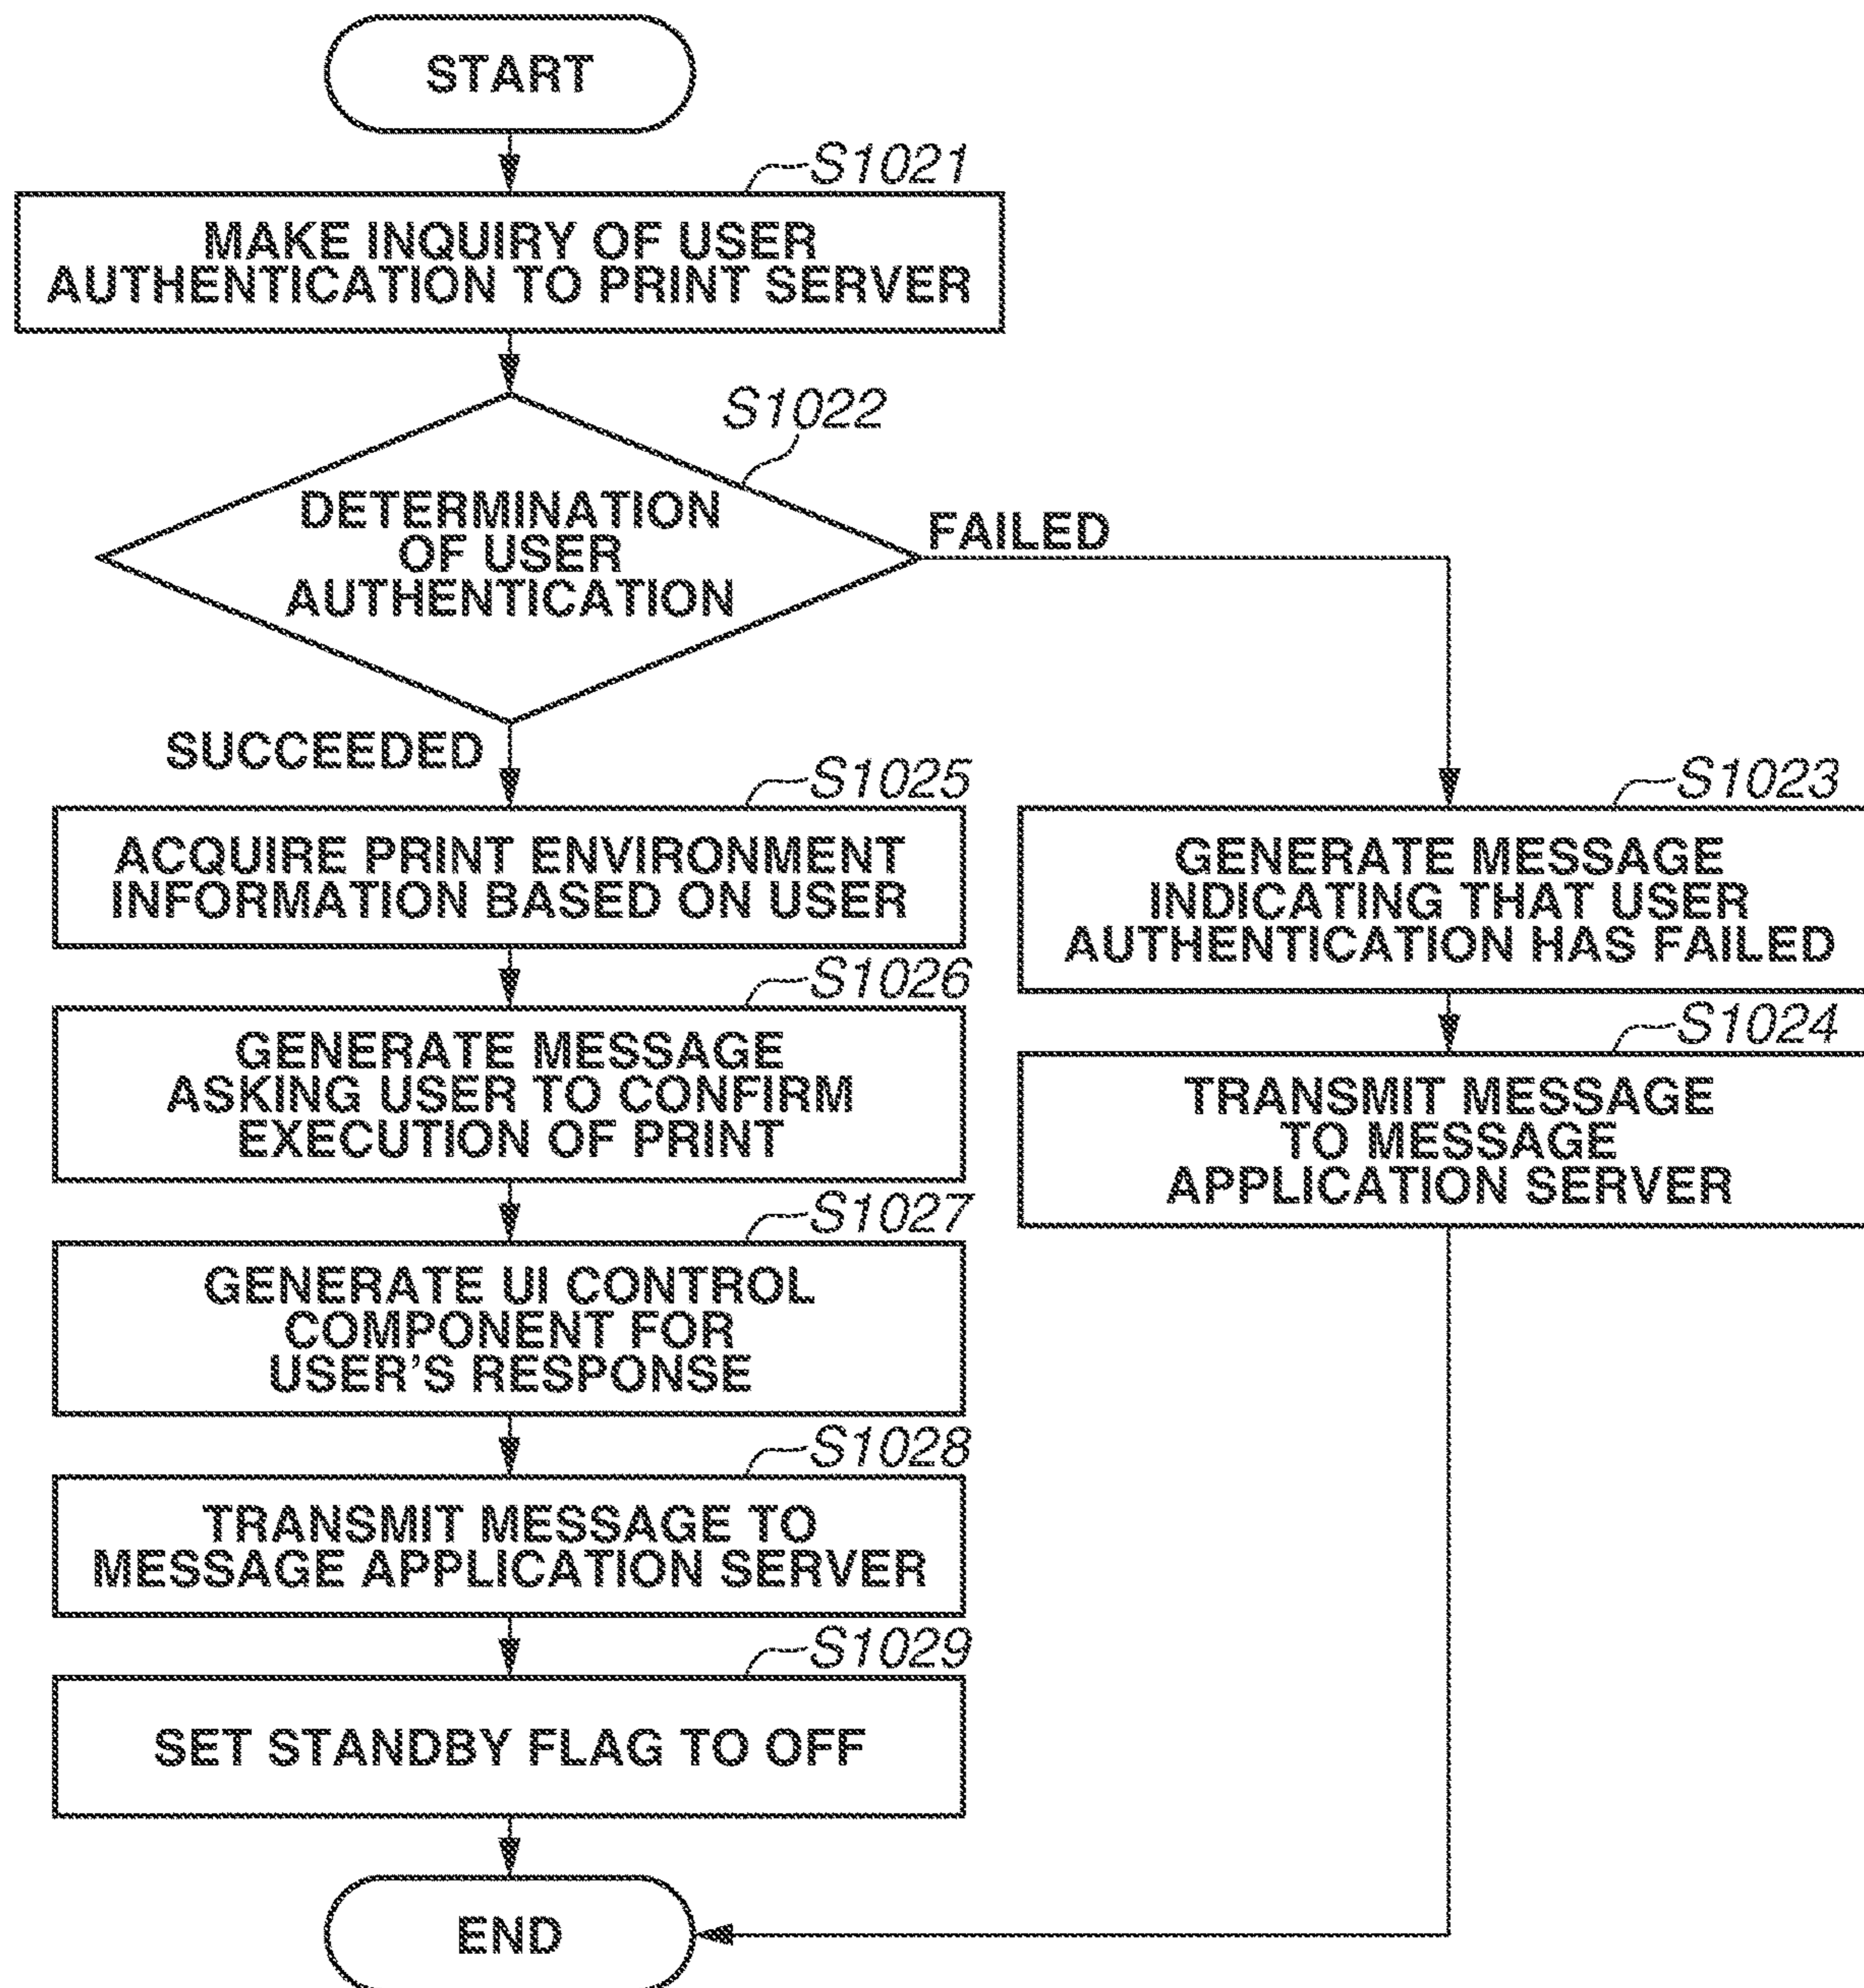 START
S1021
MAKE INQUIRY OF USER
AUTHENTICATION TO PRINT SERVER
S1022
DETERMINATION
OF USER
AUTHENTICATION
FAILED
SUCCEEDED
S1025
ACQUIRE PRINT ENVIRONMENT
INFORMATION BASED ON USER
S1026
GENERATE MESSAGE
ASKING USER TO CONFIRM
EXECUTION OF PRINT
S1027
GENERATE UI CONTROL
COMPONENT FOR
USER'S RESPONSE
S1028
TRANSMIT MESSAGE TO
MESSAGE APPLICATION SERVER
S1029
SET STANDBY FLAG TO OFF
S1023
GENERATE MESSAGE
INDICATING THAT USER
AUTHENTICATION HAS FAILED
S1024
TRANSMIT MESSAGE
TO MESSAGE
APPLICATION SERVER
END